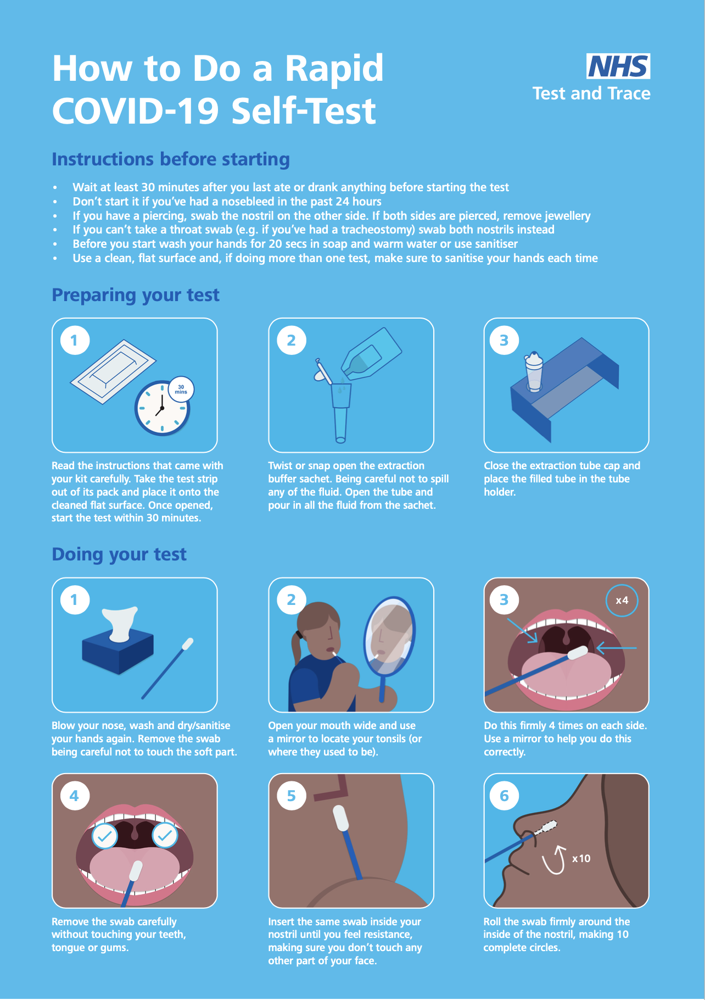 How to Do a Rapid
COVID-19 Self-Test
NHS
Test and Trace
Instructions before starting
• Wait at least 30 minutes after you last ate or drank anything before starting the test
• Don’t start it if you’ve had a nosebleed in the past 24 hours
• If you have a piercing, swab the nostril on the other side. If both sides are pierced, remove jewellery
• If you can’t take a throat swab (e.g. if you’ve had a tracheostomy) swab both nostrils instead
• Before you start wash your hands for 20 secs in soap and warm water or use sanitiser
• Use a clean, flat surface and, if doing more than one test, make sure to sanitise your hands each time
Preparing your test
1
30
mins
Read the instructions that came with
your kit carefully. Take the test strip
out of its pack and place it onto the
cleaned flat surface. Once opened,
start the test within 30 minutes.
2
Twist or snap open the extraction
buffer sachet. Being careful not to spill
any of the fluid. Open the tube and
pour in all the fluid from the sachet.
3
Close the extraction tube cap and
place the filled tube in the tube
holder.
Doing your test
1
Blow your nose, wash and dry/sanitise
your hands again. Remove the swab
being careful not to touch the soft part.
2
Open your mouth wide and use
a mirror to locate your tonsils (or
where they used to be).
3
x4
Do this firmly 4 times on each side.
Use a mirror to help you do this
correctly.
4
Remove the swab carefully
without touching your teeth,
tongue or gums.
5
Insert the same swab inside your
nostril until you feel resistance,
making sure you don’t touch any
other part of your face.
6
x10
Roll the swab firmly around the
inside of the nostril, making 10
complete circles.